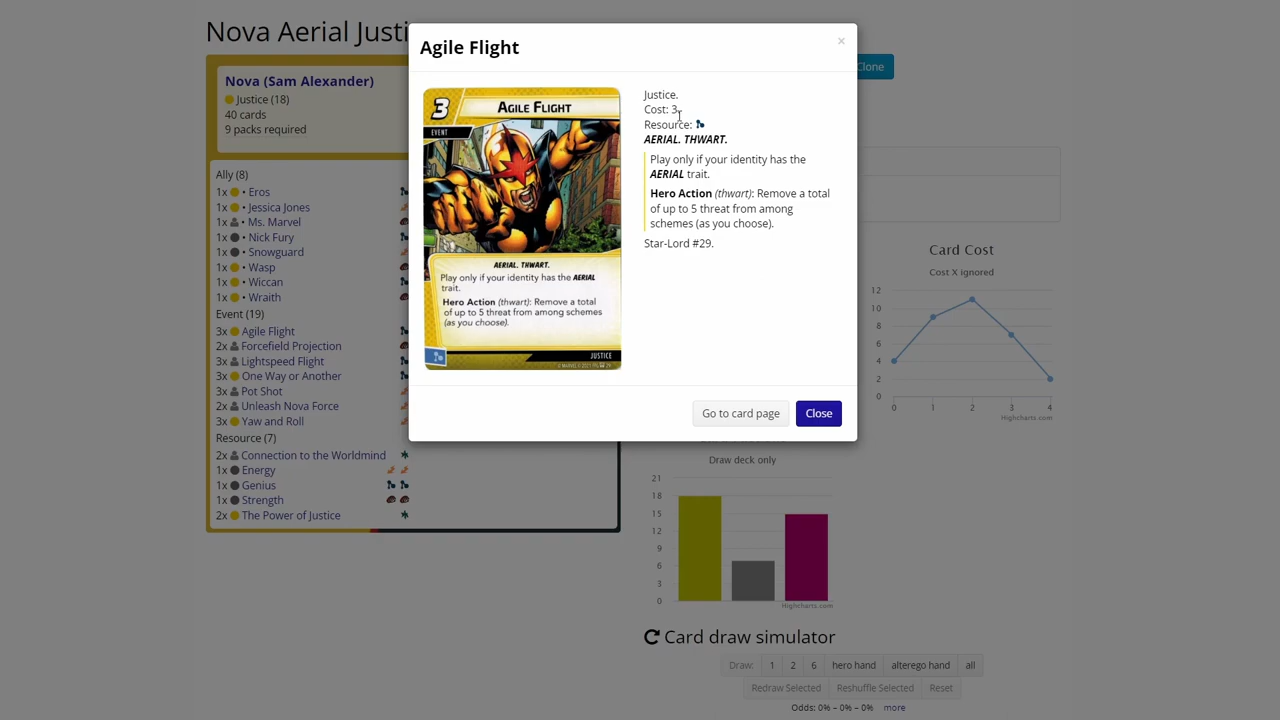 Nova Aerial Justi
Clone
Nova (Sam Alexander)
Justice (18)
40 cards
9 packs required
Ally (8)
1x • Eros
1x • Jessica Jones
1x • Ms. Marvel
1x • Nick Fury
1x • Snowguard
1x • Wasp
1x • Wiccan
1x • Wraith
Event (19)
3x Agile Flight
2x Forcefield Projection
3x Lightspeed Flight
3x One Way or Another
3x Pot Shot
2x Unleash Nova Force
3x Yaw and Roll
Resource (7)
2x Connection to the Worldmind
1x Energy
1x Genius
1x Strength
2x The Power of Justice
Agile Flight
×
3
AGILE FLIGHT
EVENT
AERIAL. THWART.
Play only if your identity has the AERIAL
trait.
Hero Action (thwart): Remove a total
of up to 5 threat from among schemes
(as you choose).
JUSTICE
Justice.
Cost: 3.
Resource:
AERIAL. THWART.
Play only if your identity has the
AERIAL trait.
Hero Action (thwart): Remove a total
of up to 5 threat from among
schemes (as you choose).
Star-Lord #29.
Go to card page
Close
Card Cost
Cost X ignored
12
10
8
6
4
2
0
0 1 2 3 4
Highcharts.com
Draw deck only
21
18
15
12
9
6
3
0
Highcharts.com
Card draw simulator
Draw: 1 2 6 hero hand alterego hand all
Redraw Selected Reshuffle Selected Reset
Odds: 0% – 0% – 0% more